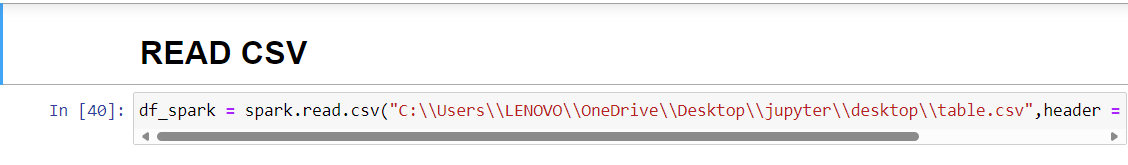 READ CSV
In [40]: df_spark = spark.read.csv("C:\\Users\\LENOVO\\OneDrive\\Desktop\\jupyter\\desktop\\table.csv",header =